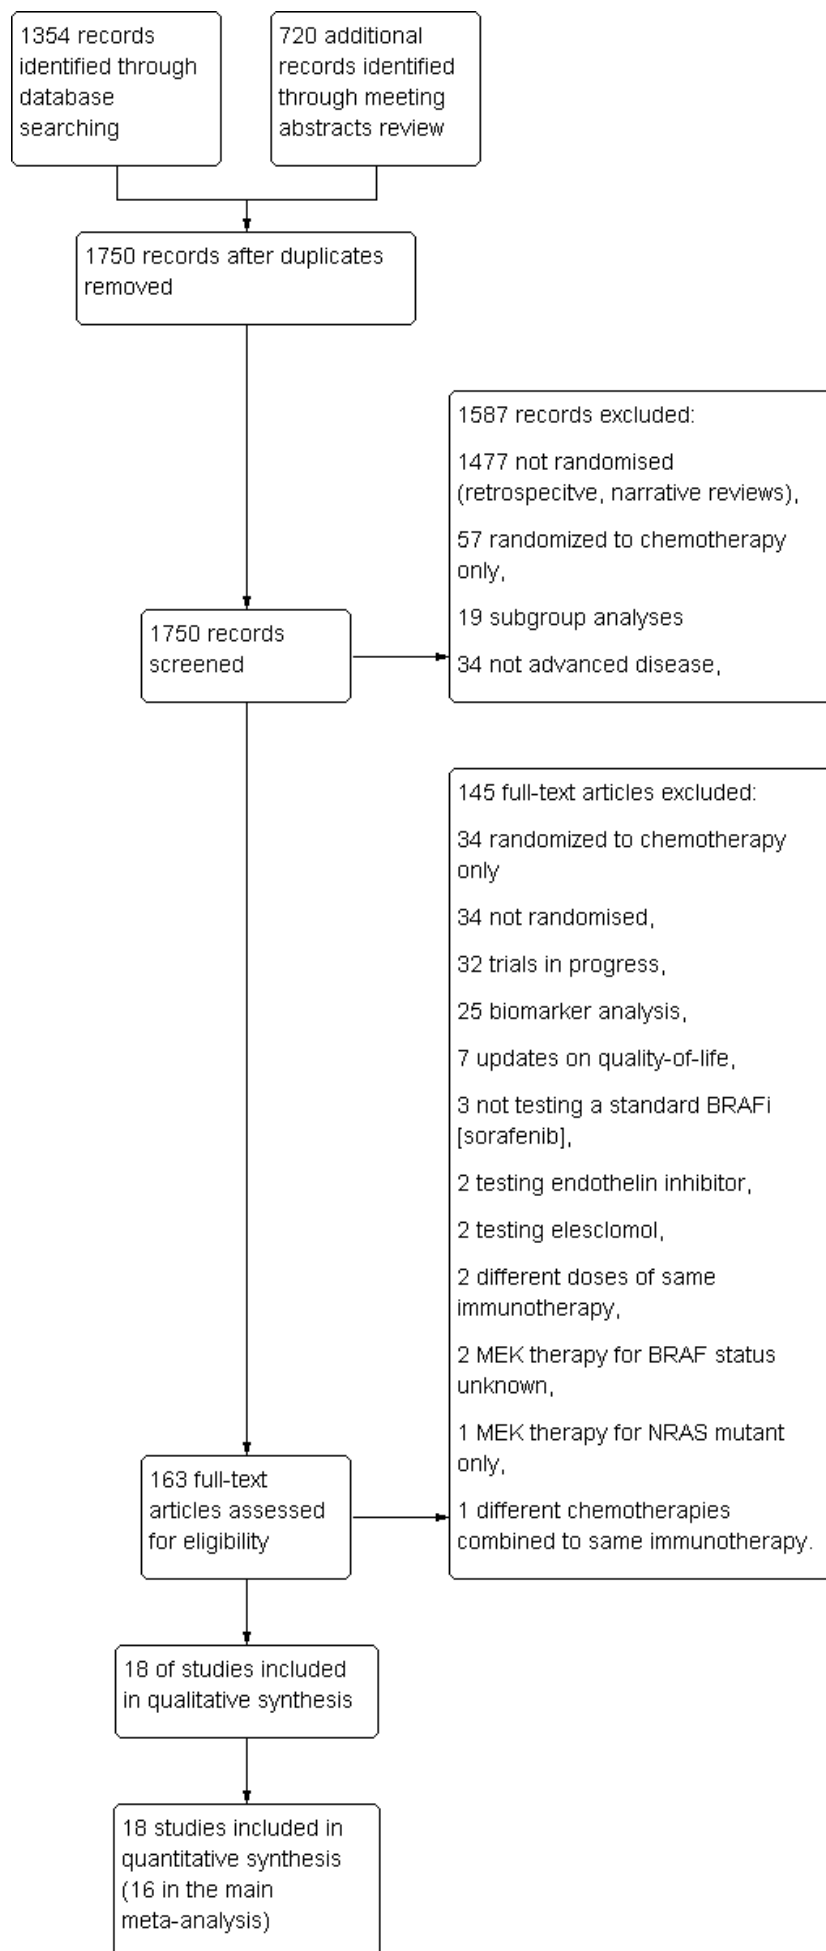 1354 records
identified through
database
searching
720 additional
records identified
through meeting
abstracts review
1750 records after duplicates
removed
1587 records excluded:
1477 not randomised
(retrospecitve, narrative reviews),
57 randomized to chemotherapy
only,
19 subgroup analyses
34 not advanced disease,
1750 records
screened
145 full-text articles excluded:
34 randomized to chemotherapy
only
34 not randomised,
32 trials in progress,
25 biomarker analysis,
7 updates on quality-of-life,
3 not testing a standard BRAFi
[sorafenib],
2 testing endothelin inhibitor,
2 testing elesclomol,
2 different doses of same
immunotherapy,
2 MEK therapy for BRAF status
unknown,
1 MEK therapy for NRAS mutant
only,
1 different chemotherapies
combined to same immunotherapy.
163 full-text
articles assessed
for eligibility
18 of studies included
in qualitative synthesis
18 studies included in
quantitative synthesis
(16 in the main
meta-analysis)